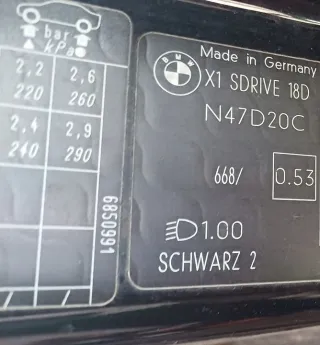 bar
kPa
2,2 2,6
220 260
2,4 2,9
240 290
6850991
Made in Germany
BMW
X1 SDRIVE 18D
N47D20C
668/ 0.53
1.00
SCHWARZ 2